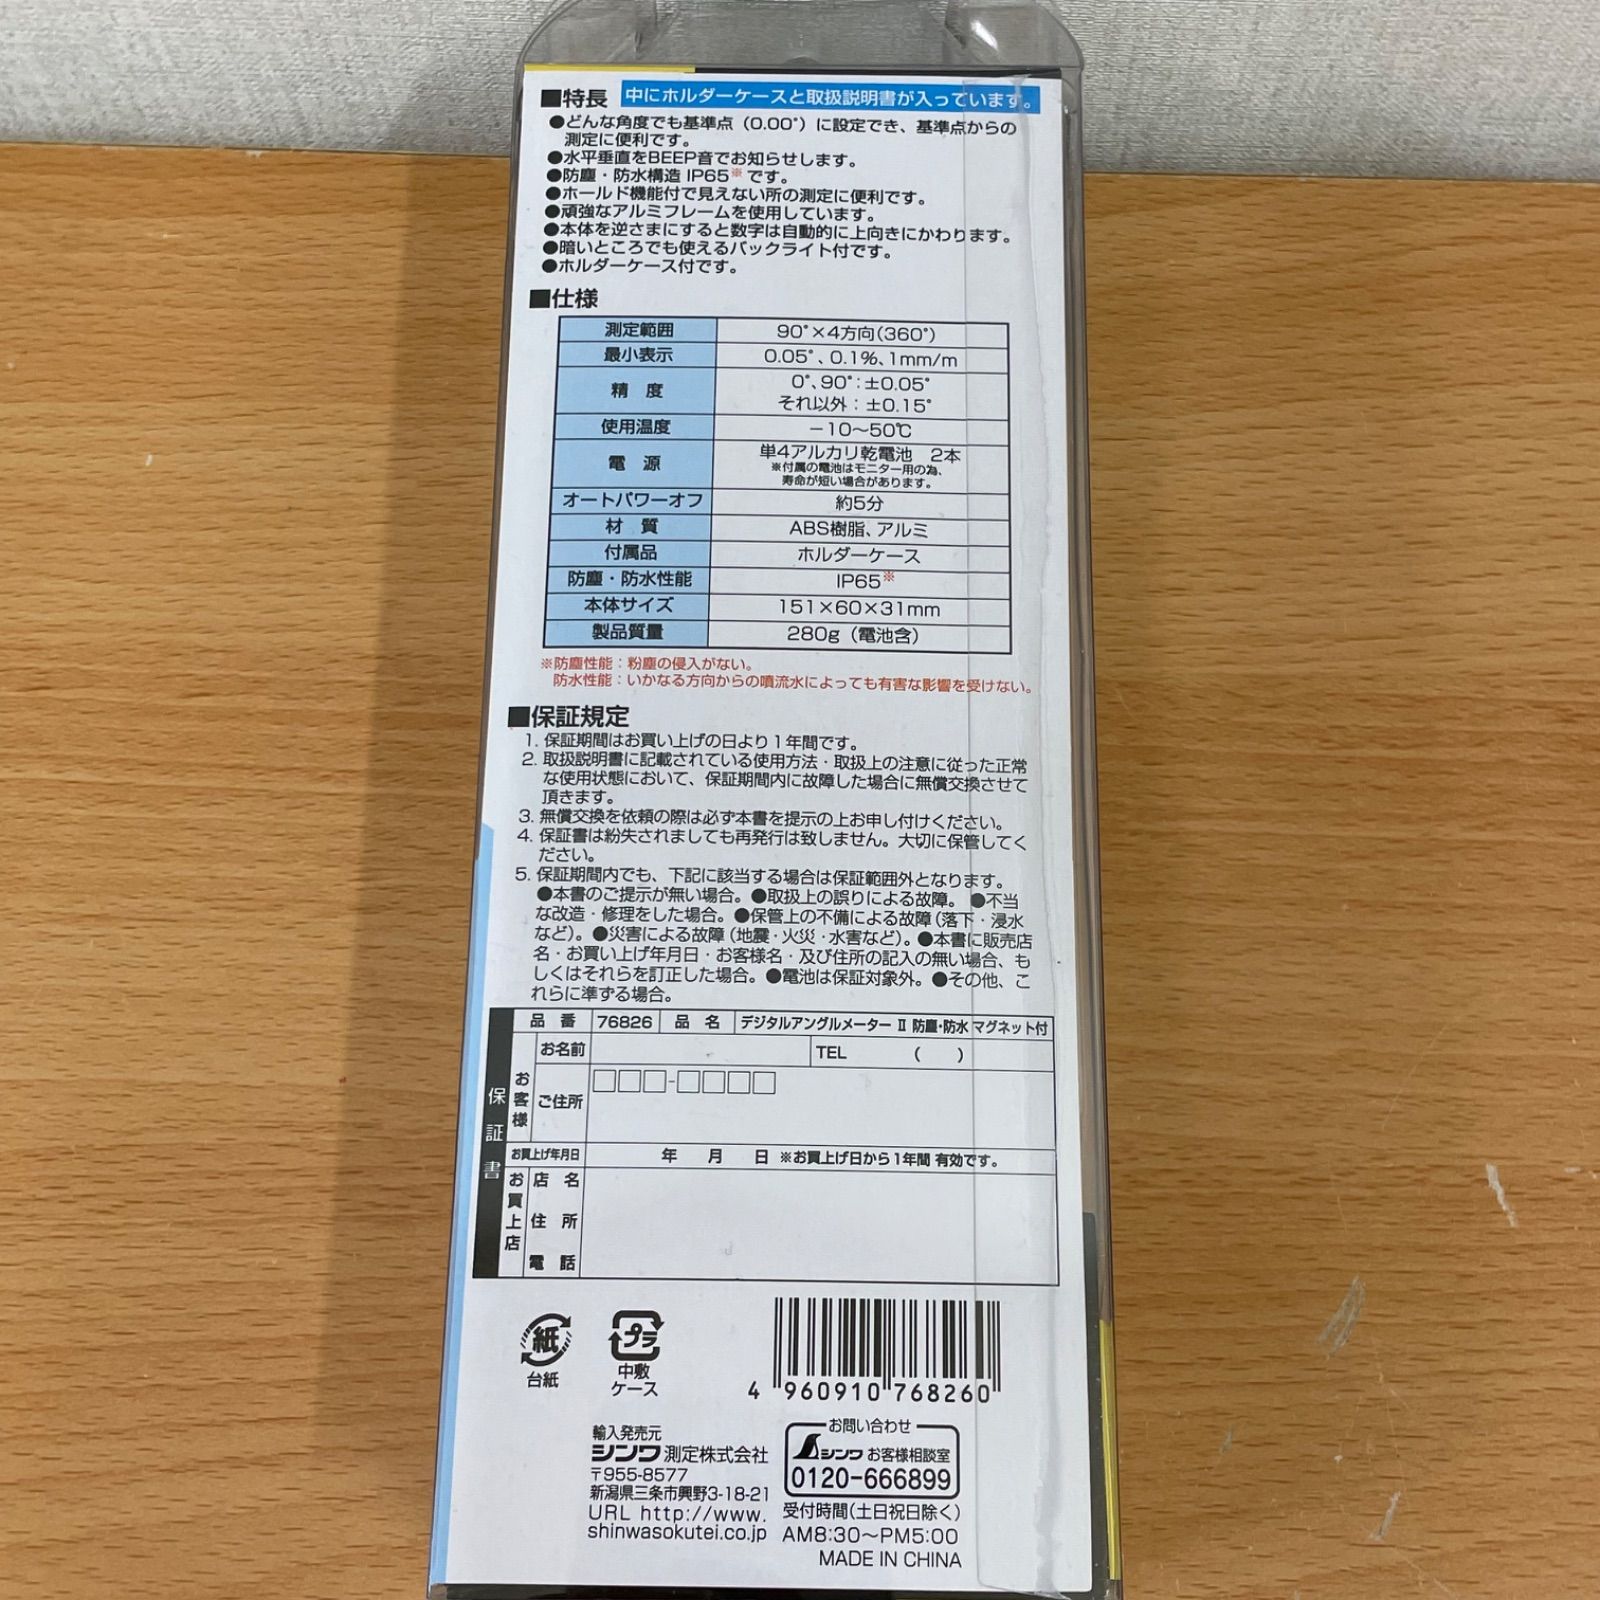 ■特長 中にホルダーケースと取扱説明書が入っています。
●どんな角度でも基準点（0.00°）に設定でき、基準点からの
測定に便利です。
●水平垂直をBEEP音でお知らせします。
●防塵・防水構造 IP65※です。
●ホールド機能付で見えない所の測定に便利です。
●頑強なアルミフレームを使用しています。
●本体を逆さまにすると数字は自動的に上向きにかわります。
●暗いところでも使えるバックライト付です。
●ホルダーケース付です。
■仕様
測定範囲 90°×4方向(360°)
最小表示 0.05°、0.1%、1mm/m
精 度 0°、90°：±0.05°
それ以外：±0.15°
使用温度 －10～50℃
電 源 単4アルカリ乾電池 2本
※付属の電池はモニター用の為、
寿命が短い場合があります。
オートパワーオフ 約5分
材 質 ABS樹脂、アルミ
付属品 ホルダーケース
防塵・防水性能 IP65※
本体サイズ 151×60×31mm
製品質量 280g（電池含）
※防塵性能：粉塵の侵入がない。
防水性能：いかなる方向からの噴流水によっても有害な影響を受けない。
■保証規定
1. 保証期間はお買い上げの日より1年間です。
2. 取扱説明書に記載されている使用方法・取扱上の注意に従った正常
な使用状態において、保証期間内に故障した場合に無償交換させて
頂きます。
3. 無償交換を依頼の際は必ず本書を提示の上お申し付けください。
4. 保証書は紛失されましても再発行は致しません。大切に保管してく
ださい。
5. 保証期間内でも、下記に該当する場合は保証範囲外となります。
●本書のご提示が無い場合。●取扱上の誤りによる故障。●不当
な改造・修理をした場合。●保管上の不備による故障(落下・浸水
など)。●災害による故障(地震・火災・水害など)。●本書に販売店
名・お買い上げ年月日・お客様名・及び住所の記入の無い場合、も
しくはそれらを訂正した場合。●電池は保証対象外。●その他、こ
れらに準ずる場合。
保証書
品 番 76826 品 名 デジタルアングルメーター Ⅱ 防塵・防水 マグネット付
お客様
お名前 TEL ( )
ご住所 □□□-□□□□
お買上げ年月日 年 月 日 ※お買上げ日から1年間 有効です。
お買上店
店 名
住 所
電 話
紙
台紙
プラ
中敷
ケース
4 960910 768260
輸入発売元
シンワ測定株式会社
〒955-8577
新潟県三条市興野3-18-21
URL http://www.
shinwasokutei.co.jp
お問い合わせ
シンワ お客様相談室
0120-666899
受付時間(土日祝日除く)
AM8:30～PM5:00
MADE IN CHINA